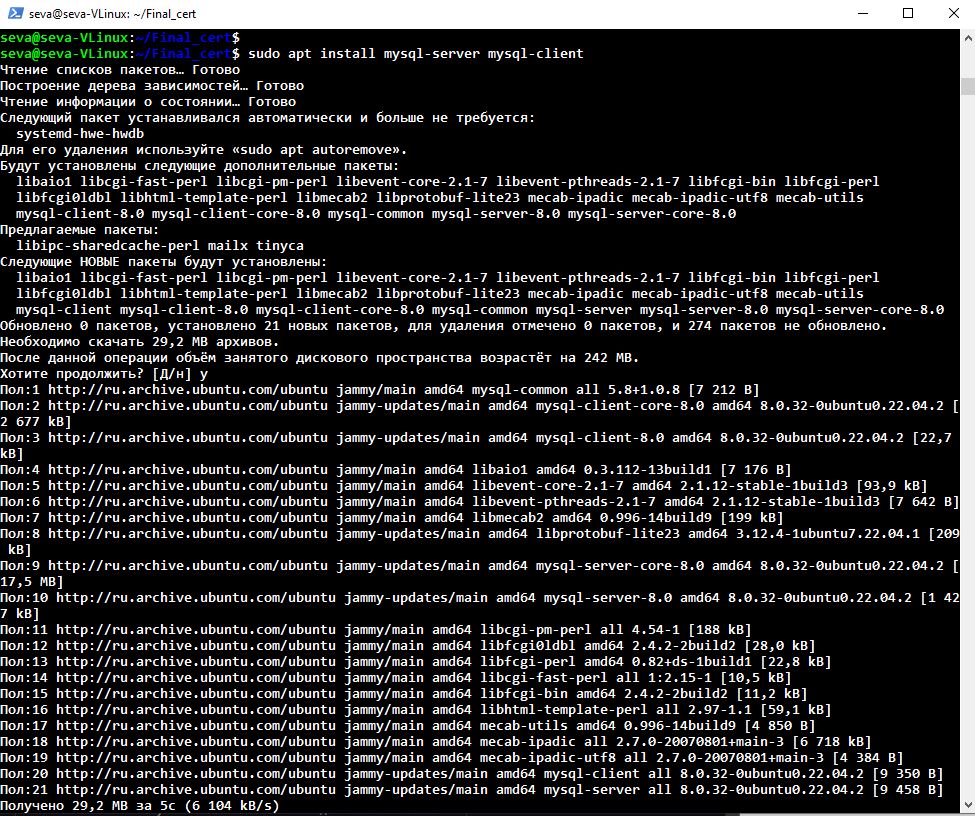 seva@seva-VLinux: ~/Final_cert
seva@seva-VLinux:~/Final_cert$
seva@seva-VLinux:~/Final_cert$ sudo apt install mysql-server mysql-client
Чтение списков пакетов… Готово
Построение дерева зависимостей… Готово
Чтение информации о состоянии… Готово
Следующий пакет устанавливался автоматически и больше не требуется:
  systemd-hwe-hwdb
Для его удаления используйте «sudo apt autoremove».
Будут установлены следующие дополнительные пакеты:
  libaio1 libcgi-fast-perl libcgi-pm-perl libevent-core-2.1-7 libevent-pthreads-2.1-7 libfcgi-bin libfcgi-perl
  libfcgi0ldbl libhtml-template-perl libmecab2 libprotobuf-lite23 mecab-ipadic mecab-ipadic-utf8 mecab-utils
  mysql-client-8.0 mysql-client-core-8.0 mysql-common mysql-server-8.0 mysql-server-core-8.0
Предлагаемые пакеты:
  libipc-sharedcache-perl mailx tinyca
Следующие НОВЫЕ пакеты будут установлены:
  libaio1 libcgi-fast-perl libcgi-pm-perl libevent-core-2.1-7 libevent-pthreads-2.1-7 libfcgi-bin libfcgi-perl
  libfcgi0ldbl libhtml-template-perl libmecab2 libprotobuf-lite23 mecab-ipadic mecab-ipadic-utf8 mecab-utils
  mysql-client mysql-client-8.0 mysql-client-core-8.0 mysql-common mysql-server mysql-server-8.0 mysql-server-core-8.0
Обновлено 0 пакетов, установлено 21 новых пакетов, для удаления отмечено 0 пакетов, и 274 пакетов не обновлено.
Необходимо скачать 29,2 MB архивов.
После данной операции объём занятого дискового пространства возрастёт на 242 MB.
Хотите продолжить? [Д/н] y
Пол:1 http://ru.archive.ubuntu.com/ubuntu jammy/main amd64 mysql-common all 5.8+1.0.8 [7 212 B]
Пол:2 http://ru.archive.ubuntu.com/ubuntu jammy-updates/main amd64 mysql-client-core-8.0 amd64 8.0.32-0ubuntu0.22.04.2 [
2 677 kB]
Пол:3 http://ru.archive.ubuntu.com/ubuntu jammy-updates/main amd64 mysql-client-8.0 amd64 8.0.32-0ubuntu0.22.04.2 [22,7
kB]
Пол:4 http://ru.archive.ubuntu.com/ubuntu jammy/main amd64 libaio1 amd64 0.3.112-13build1 [7 176 B]
Пол:5 http://ru.archive.ubuntu.com/ubuntu jammy/main amd64 libevent-core-2.1-7 amd64 2.1.12-stable-1build3 [93,9 kB]
Пол:6 http://ru.archive.ubuntu.com/ubuntu jammy/main amd64 libevent-pthreads-2.1-7 amd64 2.1.12-stable-1build3 [7 642 B]
Пол:7 http://ru.archive.ubuntu.com/ubuntu jammy/main amd64 libmecab2 amd64 0.996-14build9 [199 kB]
Пол:8 http://ru.archive.ubuntu.com/ubuntu jammy-updates/main amd64 libprotobuf-lite23 amd64 3.12.4-1ubuntu7.22.04.1 [209
 kB]
Пол:9 http://ru.archive.ubuntu.com/ubuntu jammy-updates/main amd64 mysql-server-core-8.0 amd64 8.0.32-0ubuntu0.22.04.2 [
17,5 MB]
Пол:10 http://ru.archive.ubuntu.com/ubuntu jammy-updates/main amd64 mysql-server-8.0 amd64 8.0.32-0ubuntu0.22.04.2 [1 42
7 kB]
Пол:11 http://ru.archive.ubuntu.com/ubuntu jammy/main amd64 libcgi-pm-perl all 4.54-1 [188 kB]
Пол:12 http://ru.archive.ubuntu.com/ubuntu jammy/main amd64 libfcgi0ldbl amd64 2.4.2-2build2 [28,0 kB]
Пол:13 http://ru.archive.ubuntu.com/ubuntu jammy/main amd64 libfcgi-perl amd64 0.82+ds-1build1 [22,8 kB]
Пол:14 http://ru.archive.ubuntu.com/ubuntu jammy/main amd64 libcgi-fast-perl all 1:2.15-1 [10,5 kB]
Пол:15 http://ru.archive.ubuntu.com/ubuntu jammy/main amd64 libfcgi-bin amd64 2.4.2-2build2 [11,2 kB]
Пол:16 http://ru.archive.ubuntu.com/ubuntu jammy/main amd64 libhtml-template-perl all 2.97-1.1 [59,1 kB]
Пол:17 http://ru.archive.ubuntu.com/ubuntu jammy/main amd64 mecab-utils amd64 0.996-14build9 [4 850 B]
Пол:18 http://ru.archive.ubuntu.com/ubuntu jammy/main amd64 mecab-ipadic all 2.7.0-20070801+main-3 [6 718 kB]
Пол:19 http://ru.archive.ubuntu.com/ubuntu jammy/main amd64 mecab-ipadic-utf8 all 2.7.0-20070801+main-3 [4 384 B]
Пол:20 http://ru.archive.ubuntu.com/ubuntu jammy-updates/main amd64 mysql-client all 8.0.32-0ubuntu0.22.04.2 [9 350 B]
Пол:21 http://ru.archive.ubuntu.com/ubuntu jammy-updates/main amd64 mysql-server all 8.0.32-0ubuntu0.22.04.2 [9 458 B]
Получено 29,2 MB за 5с (6 104 kB/s)